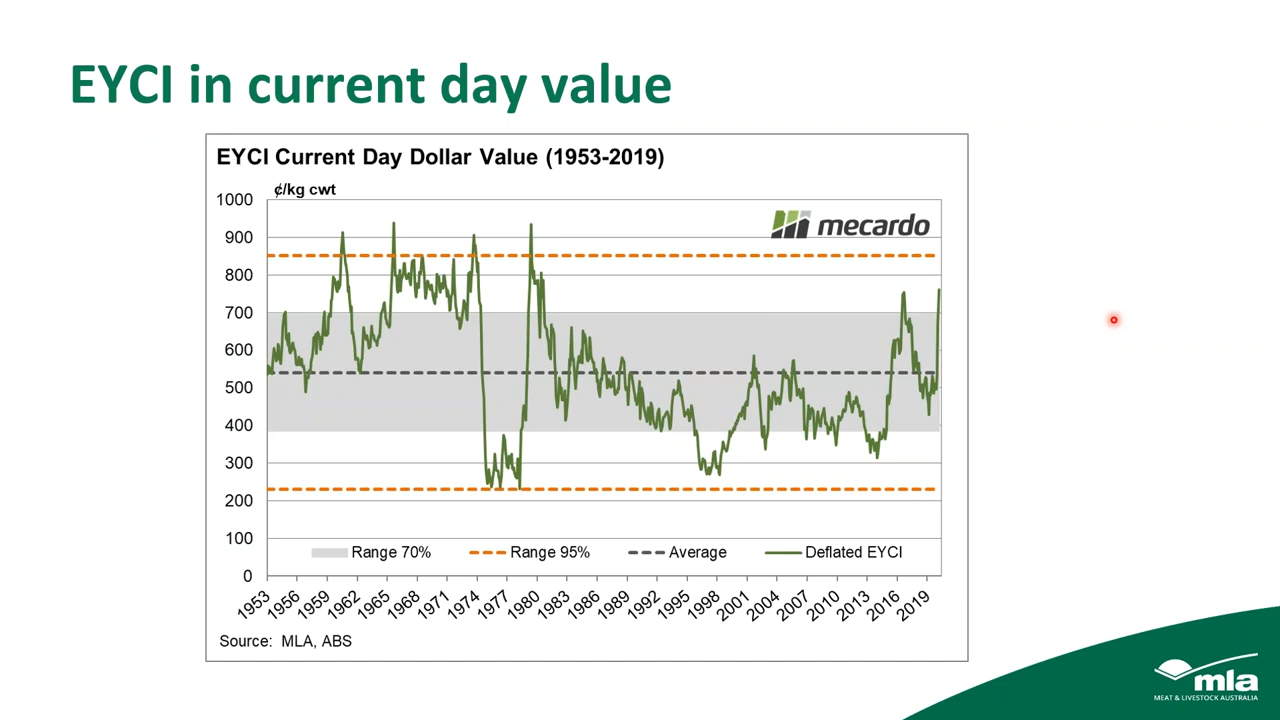 EYCI in current day value
EYCI Current Day Dollar Value (1953-2019)
¢/kg cwt
mecardo
1000
900
800
700
600
500
400
300
200
100
0
Range 70% Range 95% Average Deflated EYCI
1953 1956 1959 1962 1965 1968 1971 1974 1977 1980 1983 1986 1989 1992 1995 1998 2001 2004 2007 2010 2013 2016 2019
Source: MLA, ABS
mla
MEAT & LIVESTOCK AUSTRALIA